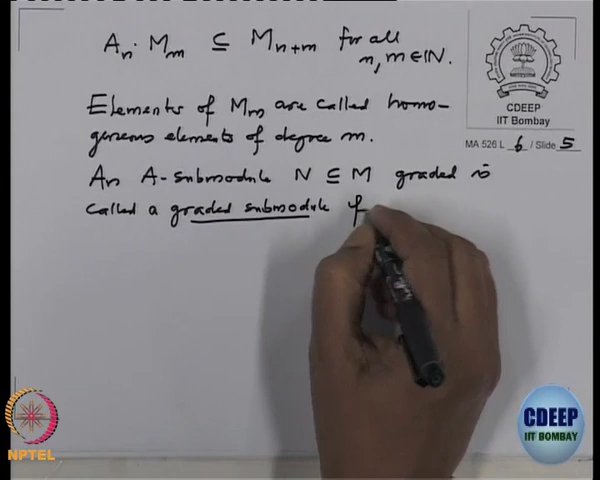 Aₙ · Mₘ ⊆ Mₙ₊ₘ for all n, m ∈ ℕ.
Elements of Mₘ are called homo-
geneous elements of degree m.
An A-submodule N ⊆ M graded is
called a graded submodule if
CDEEP
IIT Bombay
MA 526 L 6 / Slide 5
NPTEL
CDEEP
IIT BOMBAY